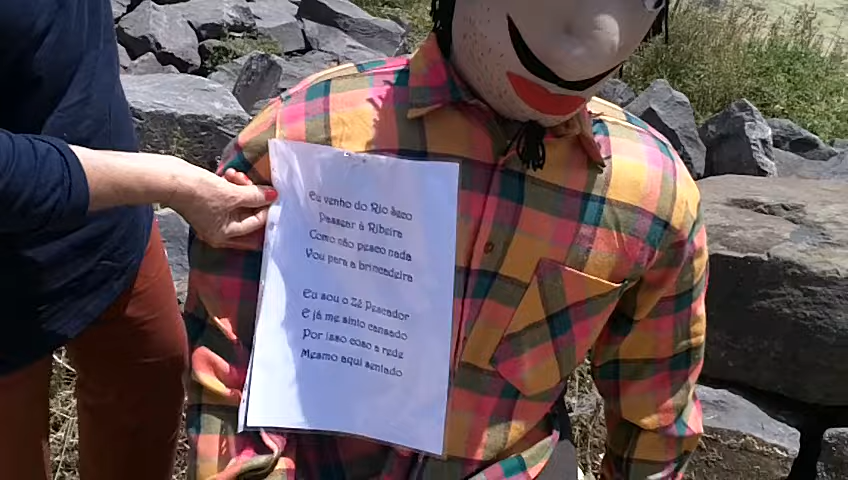 Eu venho do Rio Seco
Passear à Ribeira
Como não pesco nada
Vou para a brincadeira
Eu sou o Zé Pescador
E já me sinto cansado
Por isso coso a rede
Mesmo aqui sentado